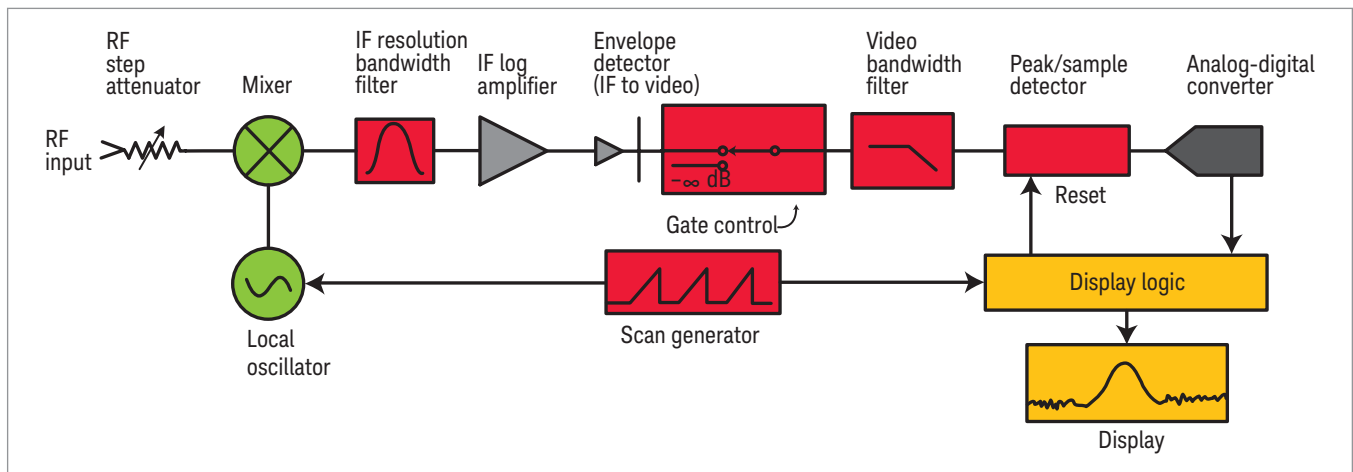 RF
step
attenuator
Mixer
IF resolution
bandwidth
filter
IF log
amplifier
Envelope
detector
(IF to video)
Video
bandwidth
filter
Peak/sample
detector
Analog-digital
converter
RF
input
−∞ dB
Gate control
Reset
Local
oscillator
Scan generator
Display logic
Display